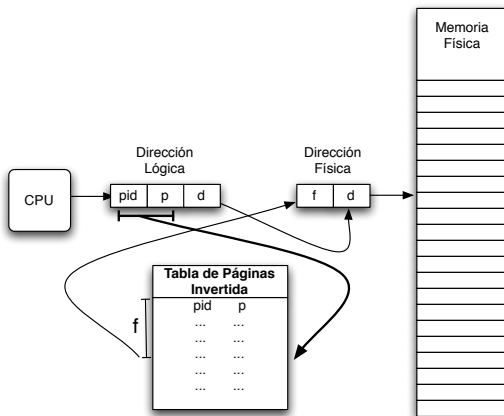 Memoria
Física
Dirección
Lógica
Dirección
Física
CPU
pid p d
f d
Tabla de Páginas
Invertida
pid p
f
... ...
... ...
... ...
... ...
... ...